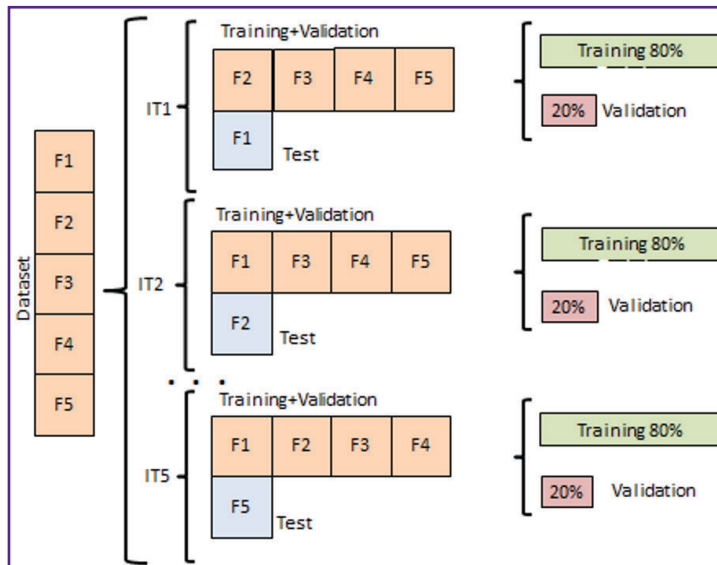 Dataset
F1
F2
F3
F4
F5
IT1
Training+Validation
F2 F3 F4 F5
F1
Test
Training 80%
20% Validation
IT2
Training+Validation
F1 F3 F4 F5
F2
Test
Training 80%
20% Validation
. . .
IT5
Training+Validation
F1 F2 F3 F4
F5
Test
Training 80%
20% Validation